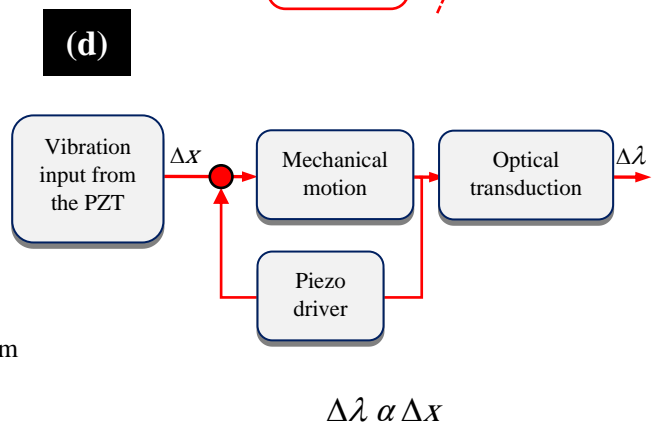 (d)
Vibration
input from
the PZT
Δx
Mechanical
motion
Optical
transduction
Δλ
Piezo
driver
m
Δλ α Δx